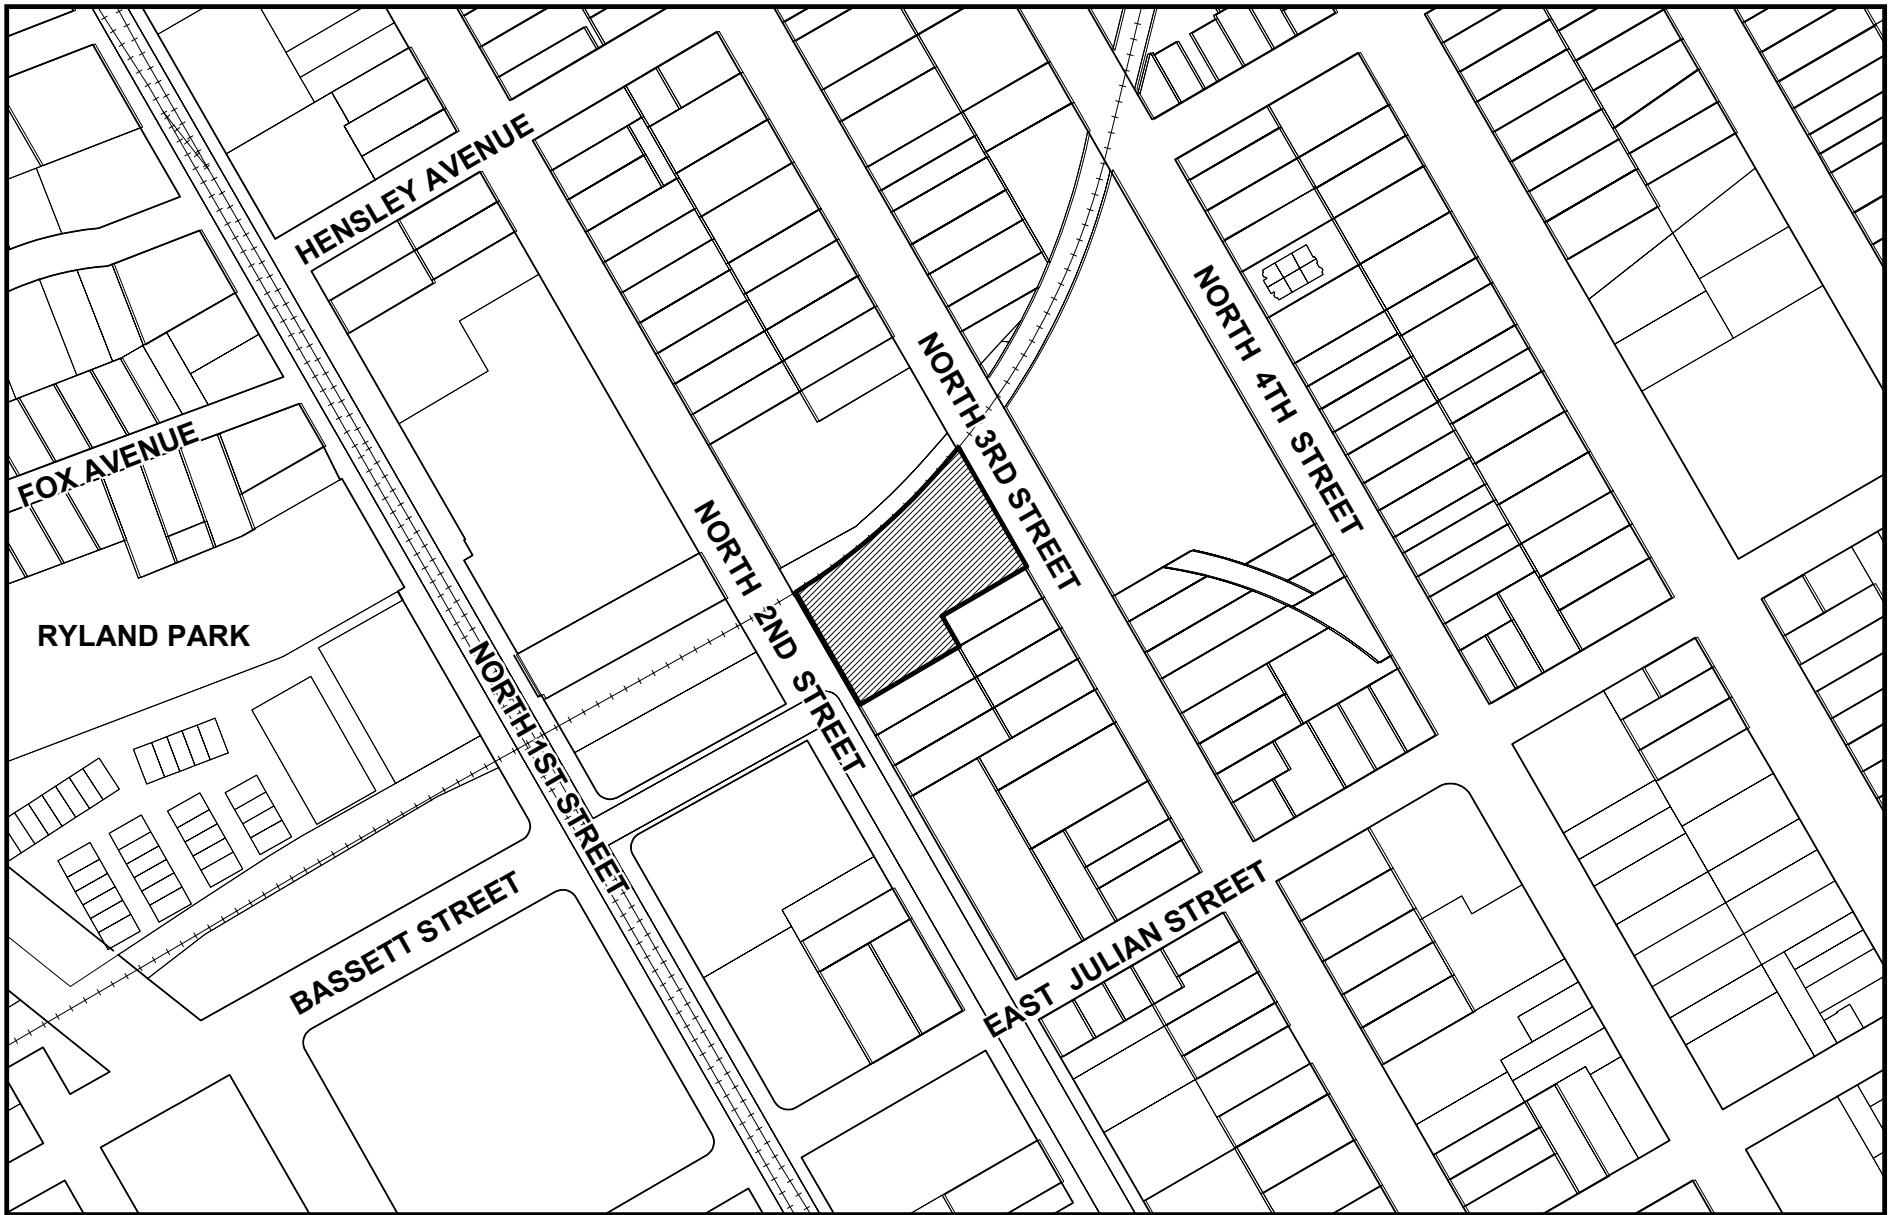 HENSLEY AVENUE
NORTH 4TH STREET
NORTH 3RD STREET
FOX AVENUE
NORTH 2ND STREET
RYLAND PARK
NORTH 1ST STREET
BASSETT STREET
EAST JULIAN STREET